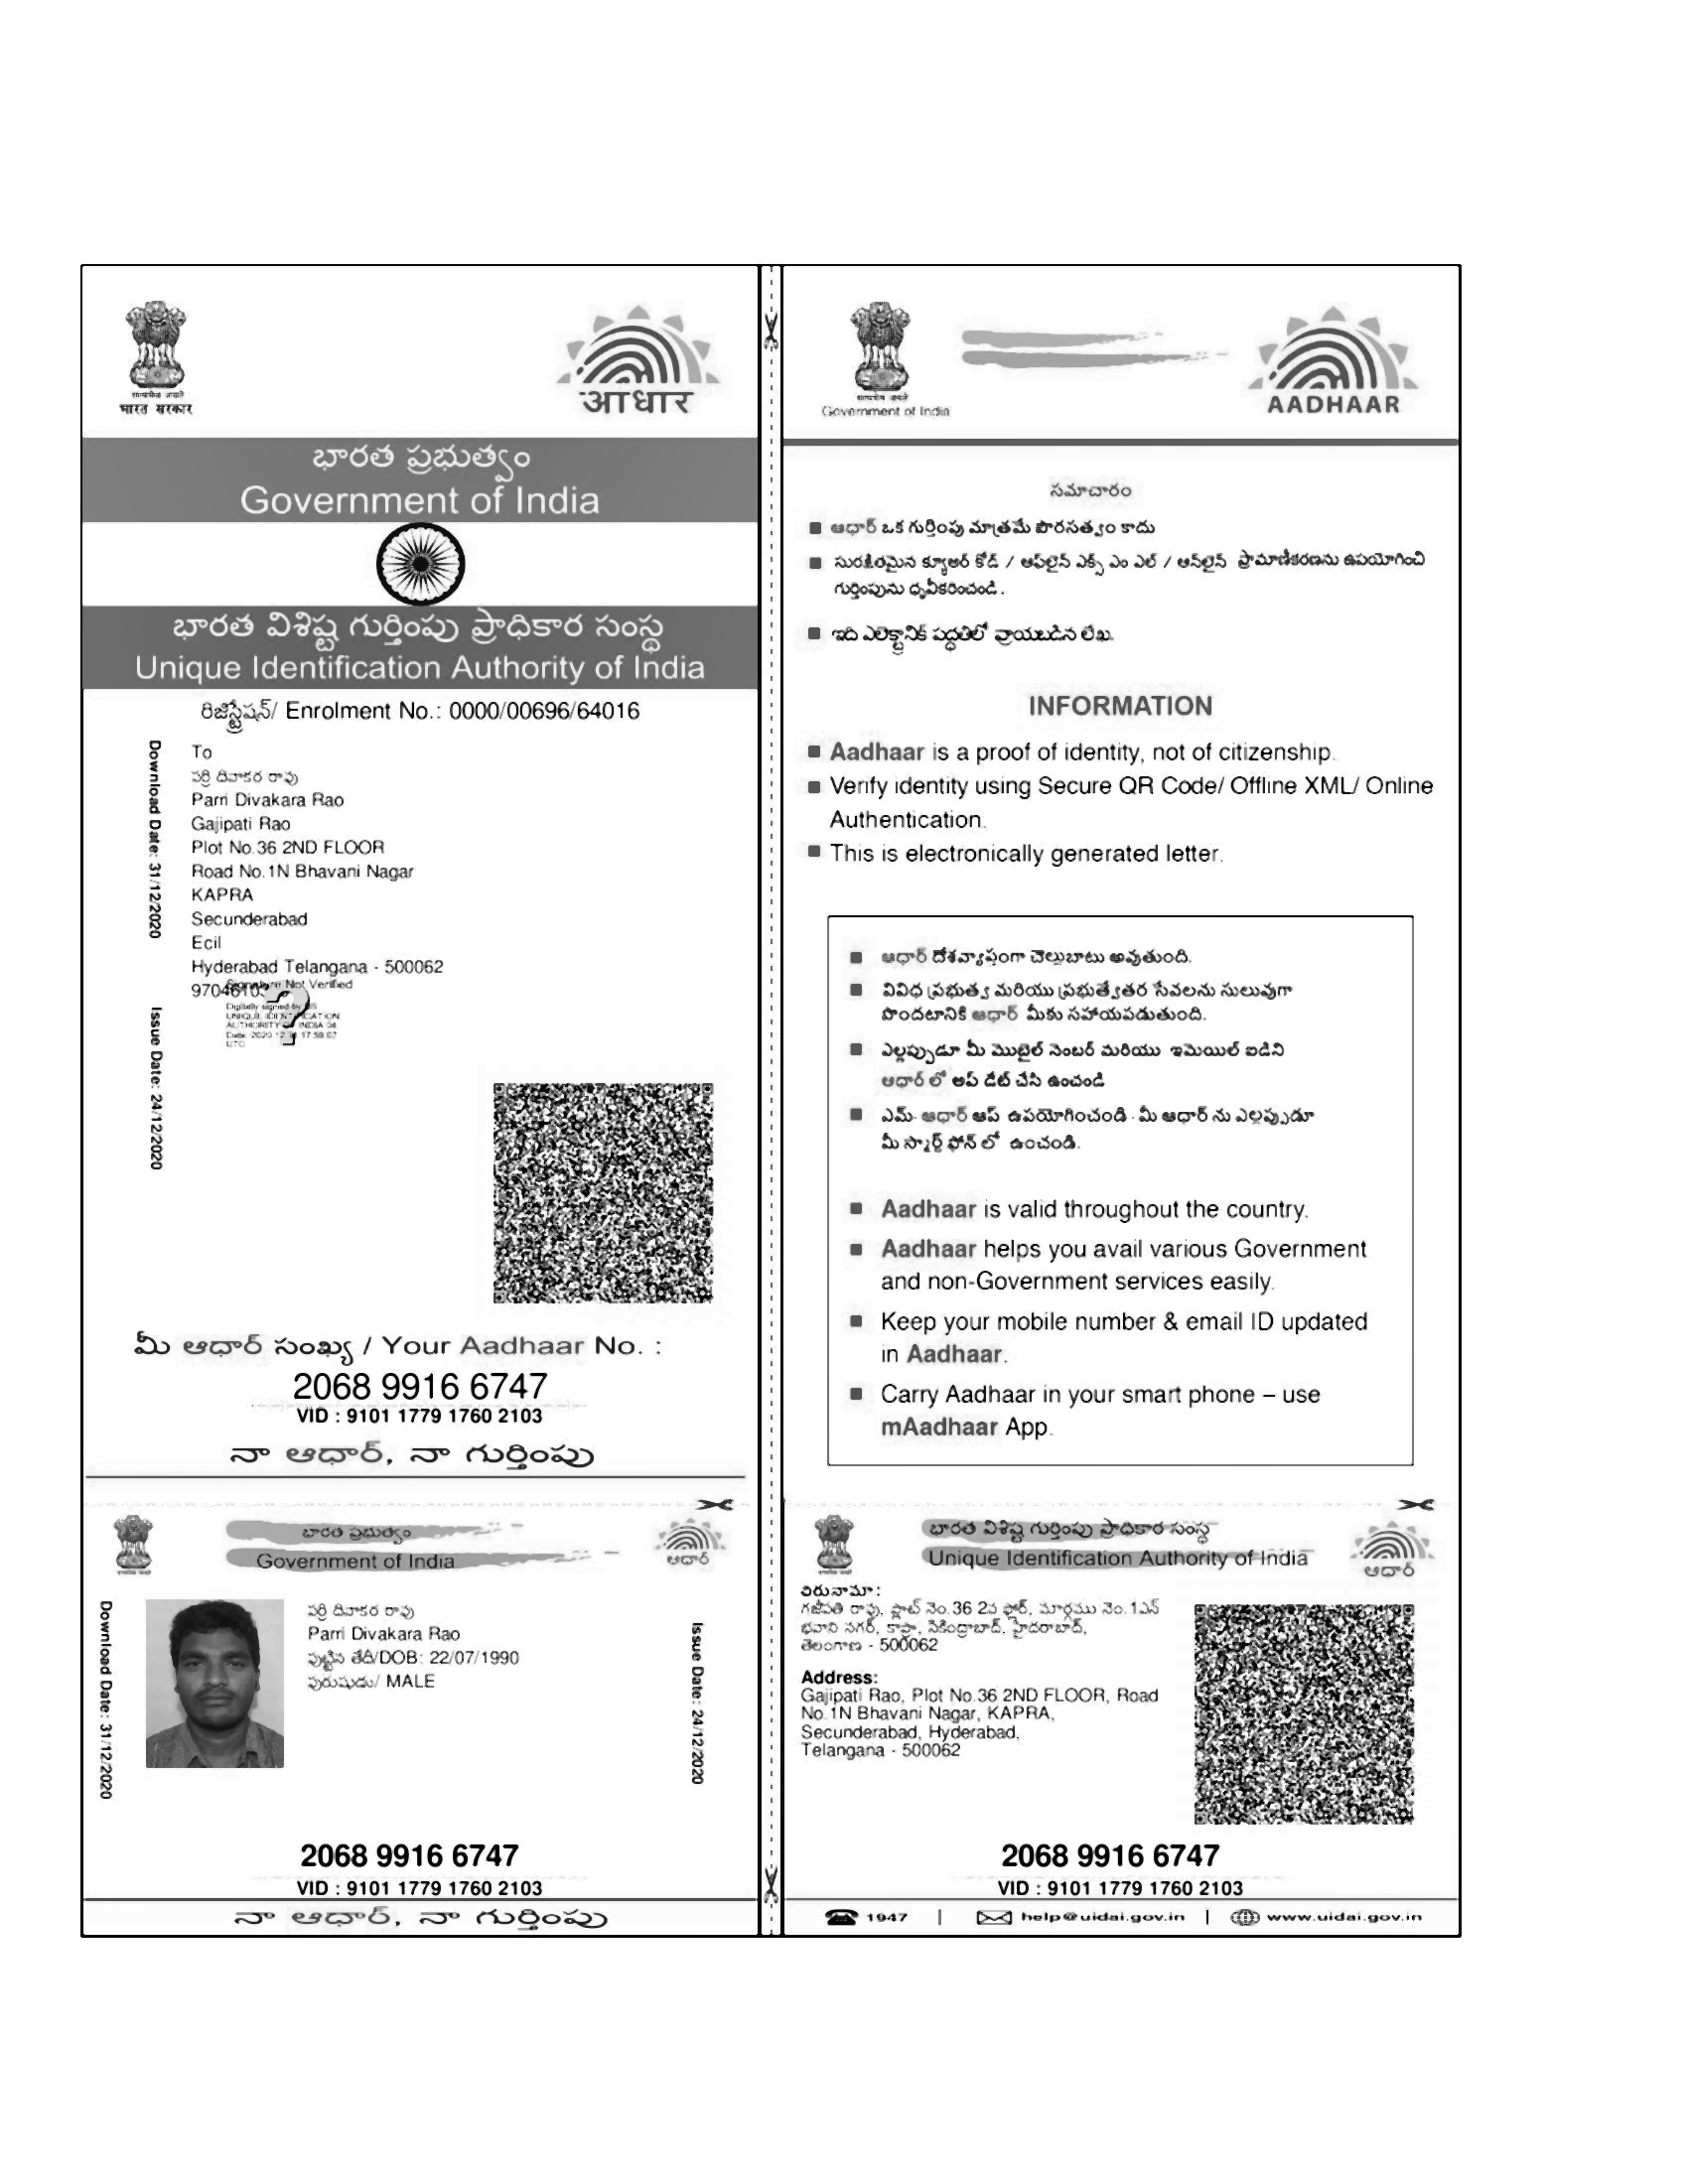 सत्यमेव जयते
भारत सरकार
आधार
భారత ప్రభుత్వం
Government of India
భారత విశిష్ట గుర్తింపు ప్రాధికార సంస్థ
Unique Identification Authority of India
రిజిస్ట్రేషన్/ Enrolment No.: 0000/00696/64016
Download Date: 31/12/2020
Issue Date: 24/12/2020
To
పర్రి దివాకర రావు
Parri Divakara Rao
Gajipati Rao
Plot No.36 2ND FLOOR
Road No.1N Bhavani Nagar
KAPRA
Secunderabad
Ecil
Hyderabad Telangana - 500062
Signature Not Verified
Digitally signed by
UNIQUE IDENTIFICATION
AUTHORITY OF INDIA 04
UTC
మీ ఆధార్ సంఖ్య / Your Aadhaar No. :
2068 9916 6747
VID : 9101 1779 1760 2103
నా ఆధార్, నా గుర్తింపు
భారత ప్రభుత్వం
Government of India
ఆధార్
Download Date: 31/12/2020
పర్రి దివాకర రావు
Parri Divakara Rao
పుట్టిన తేదీ/DOB: 22/07/1990
పురుషుడు/ MALE
Issue Date: 24/12/2020
2068 9916 6747
VID : 9101 1779 1760 2103
నా ఆధార్, నా గుర్తింపు
सत्यमेव जयते
Government of India
AADHAAR
సమాచారం
ఆధార్ ఒక గుర్తింపు మాత్రమే పౌరసత్వం కాదు
సురక్షితమైన క్యూఆర్ కోడ్ / ఆఫ్‌లైన్ ఎక్స్ ఎం ఎల్ / ఆన్‌లైన్ ప్రామాణీకరణను ఉపయోగించి
గుర్తింపును ధృవీకరించండి.
ఇది ఎలెక్ట్రానిక్ పద్ధతిలో వ్రాయబడిన లేఖ.
INFORMATION
Aadhaar is a proof of identity, not of citizenship.
Verify identity using Secure QR Code/ Offline XML/ Online
Authentication.
This is electronically generated letter.
ఆధార్ దేశవ్యాప్తంగా చెల్లుబాటు అవుతుంది.
వివిధ ప్రభుత్వ మరియు ప్రభుత్వేతర సేవలను సులువుగా
పొందటానికి ఆధార్ మీకు సహాయపడుతుంది.
ఎల్లప్పుడూ మీ మొబైల్ నెంబర్ మరియు ఇమెయిల్ ఐడిని
ఆధార్ లో అప్ డేట్ చేసి ఉంచండి
ఎమ్- ఆధార్ ఆప్ ఉపయోగించండి - మీ ఆధార్ ను ఎల్లప్పుడూ
మీ స్మార్ట్ ఫోన్ లో ఉంచండి.
Aadhaar is valid throughout the country.
Aadhaar helps you avail various Government
and non-Government services easily.
Keep your mobile number & email ID updated
in Aadhaar.
Carry Aadhaar in your smart phone – use
mAadhaar App.
భారత విశిష్ట గుర్తింపు ప్రాధికార సంస్థ
Unique Identification Authority of India
ఆధార్
చిరునామా:
గజిపతి రావు, ప్లాట్ నెం.36 2వ ఫ్లోర్, మార్గము నెం.1ఎన్
భవాని నగర్, కాప్రా, సికింద్రాబాద్, హైదరాబాద్,
తెలంగాణ - 500062
Address:
Gajipati Rao, Plot No.36 2ND FLOOR, Road
No.1N Bhavani Nagar, KAPRA,
Secunderabad, Hyderabad,
Telangana - 500062
2068 9916 6747
VID : 9101 1779 1760 2103
1947 | help@uidai.gov.in | www.uidai.gov.in